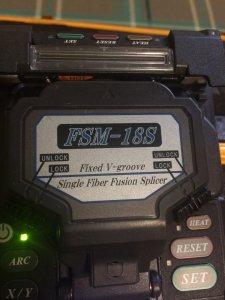 SET RESET HEAT
HOT
FSM-18S
UNLOCK UNLOCK
LOCK LOCK
Fixed V-groove
Single Fiber Fusion Splicer
HEAT
ARC RESET
X/Y SET